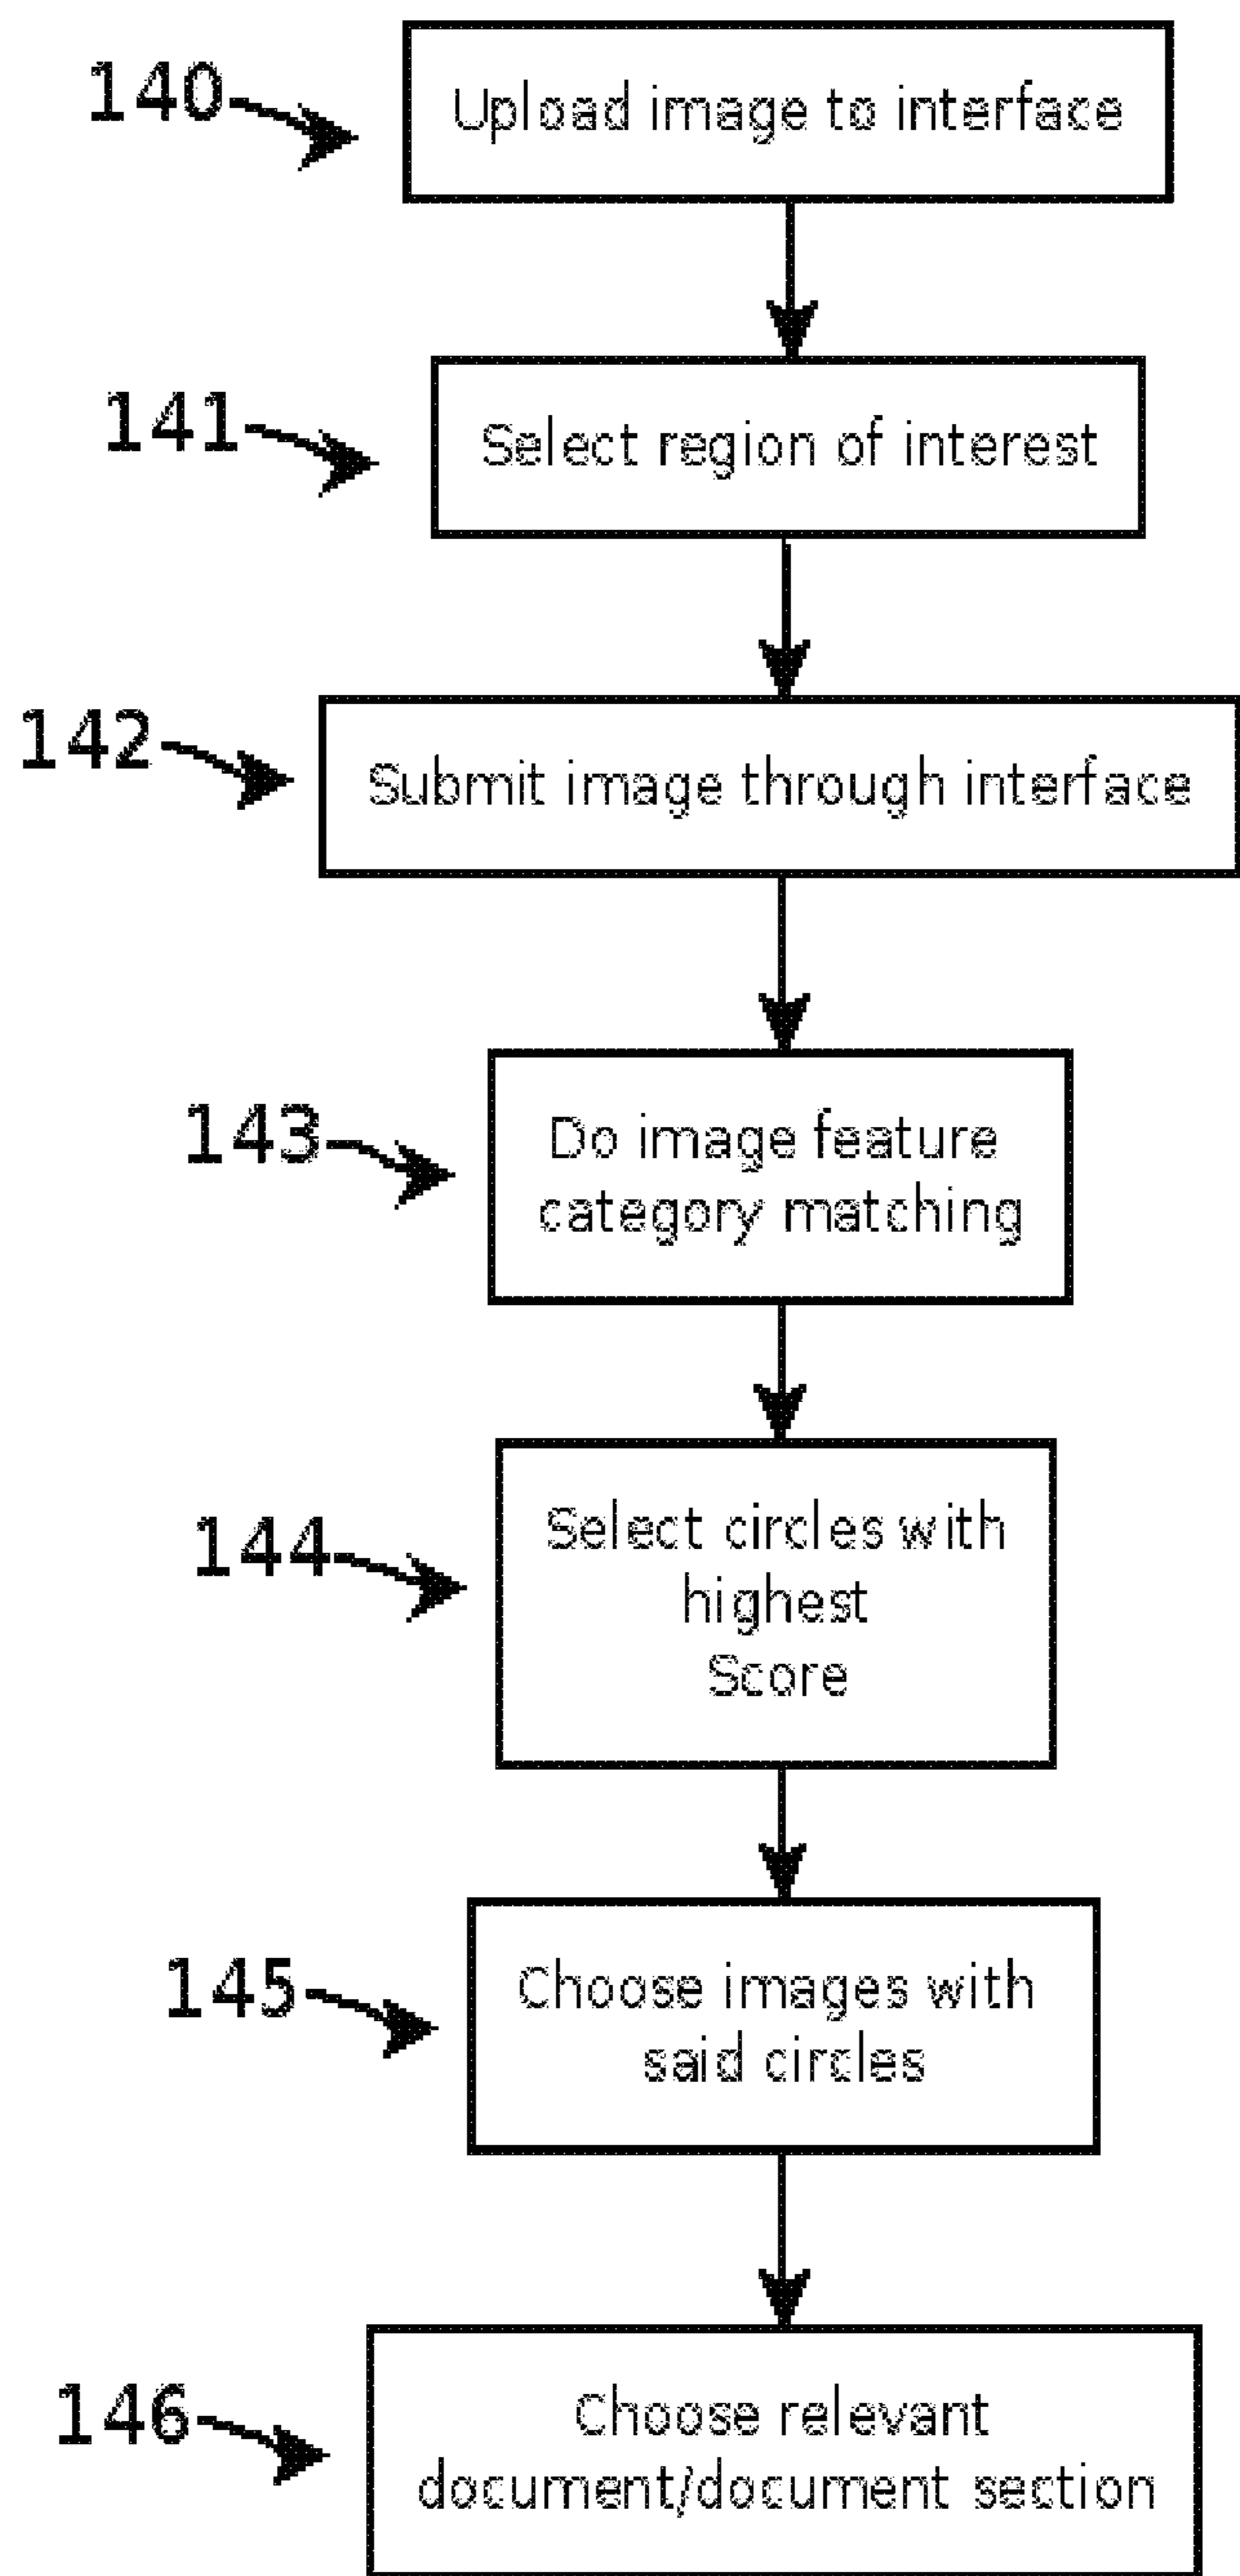 140
Upload image to interface
141
Select region of interest
142
Submit image through interface
143
Do image feature
category matching
144
Select circles with
highest
Score
145
Choose images with
said circles
146
Choose relevant
document/document section